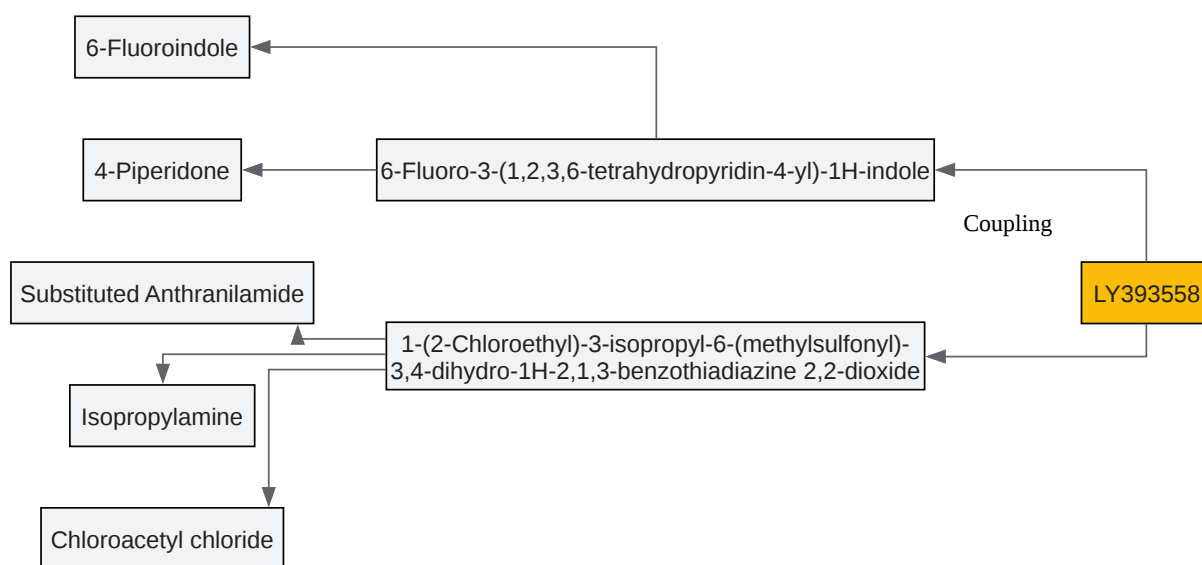 6-Fluoroindole
4-Piperidone
6-Fluoro-3-(1,2,3,6-tetrahydropyridin-4-yl)-1H-indole
Coupling
Substituted Anthranilamide
LY393558
1-(2-Chloroethyl)-3-isopropyl-6-(methylsulfonyl)-
3,4-dihydro-1H-2,1,3-benzothiadiazine 2,2-dioxide
Isopropylamine
Chloroacetyl chloride